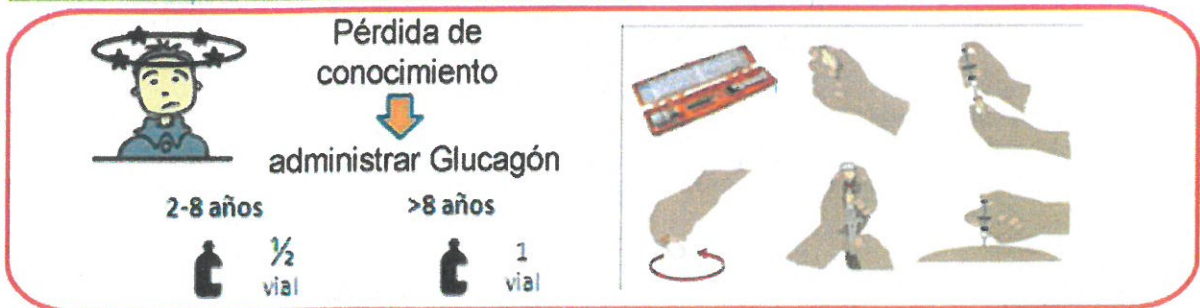 Pérdida de
conocimiento
administrar Glucagón
2-8 años
½
vial
>8 años
1
vial